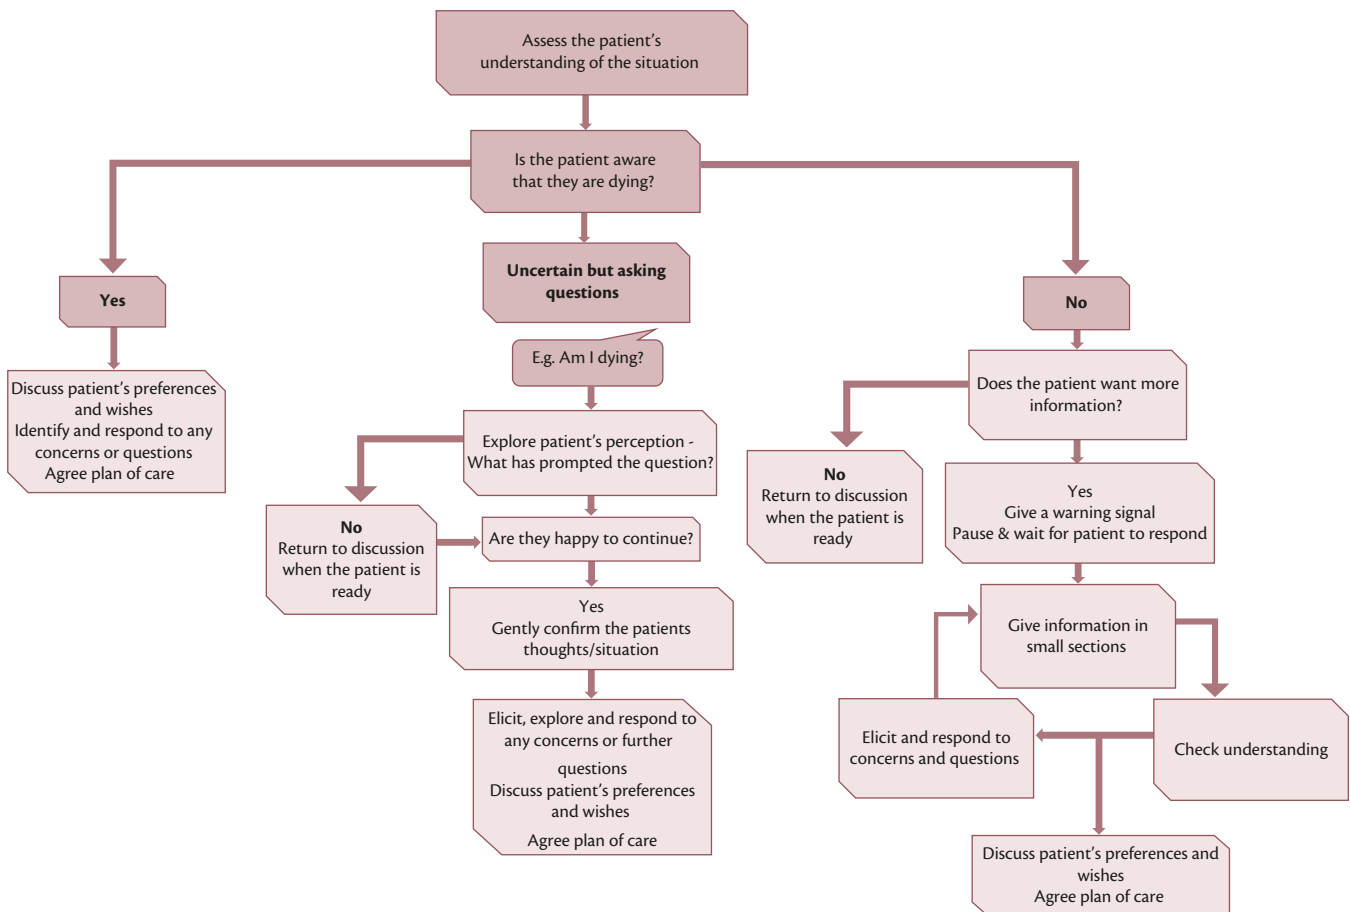 Assess the patient’s
understanding of the situation
Is the patient aware
that they are dying?
Yes
Discuss patient’s preferences
and wishes
Identify and respond to any
concerns or questions
Agree plan of care
Uncertain but asking
questions
E.g. Am I dying?
Explore patient’s perception -
What has prompted the question?
No
Return to discussion
when the patient is
ready
Are they happy to continue?
Yes
Gently confirm the patients
thoughts/situation
Elicit, explore and respond to
any concerns or further
questions
Discuss patient’s preferences
and wishes
Agree plan of care
No
Does the patient want more
information?
No
Return to discussion
when the patient is
ready
Yes
Give a warning signal
Pause & wait for patient to respond
Give information in
small sections
Check understanding
Elicit and respond to
concerns and questions
Discuss patient’s preferences and
wishes
Agree plan of care